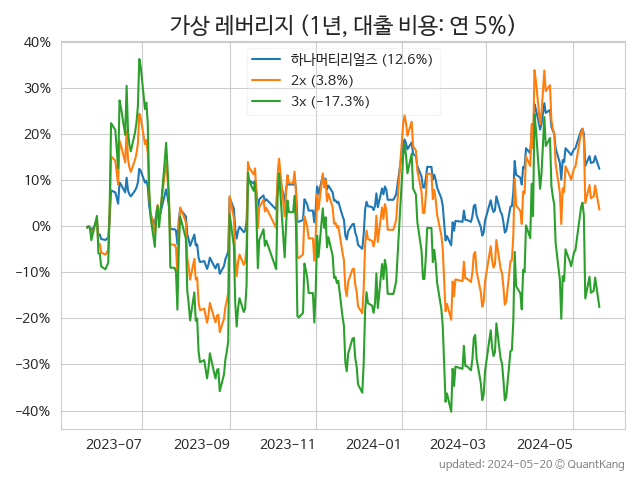 가상 레버리지 (1년, 대출 비용: 연 5%)
하나머티리얼즈 (12.6%)
2x (3.8%)
3x (−17.3%)
40%
30%
20%
10%
0%
−10%
−20%
−30%
−40%
2023-07 2023-09 2023-11 2024-01 2024-03 2024-05
updated: 2024-05-20 © QuantKang